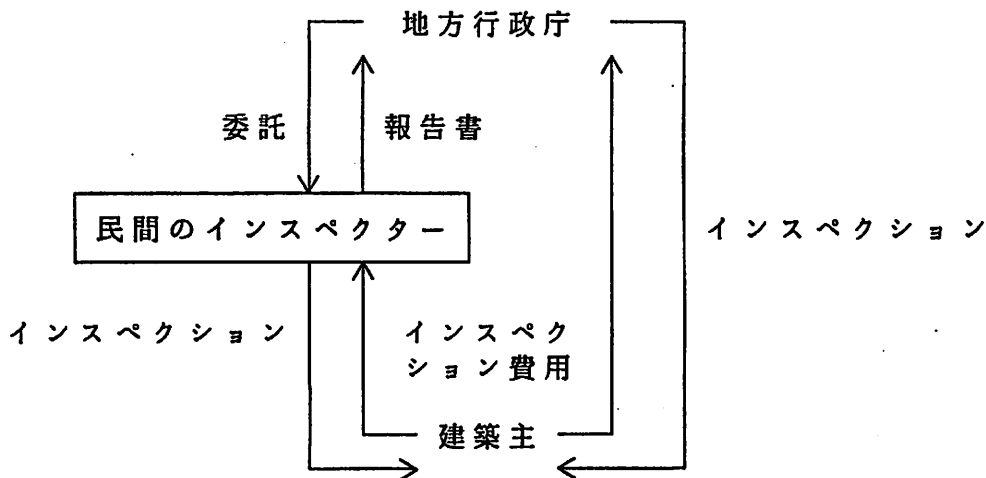 地方行政庁
委託
報告書
民間のインスペクター
インスペクション
インスペクション
インスペク
ション費用
建築主